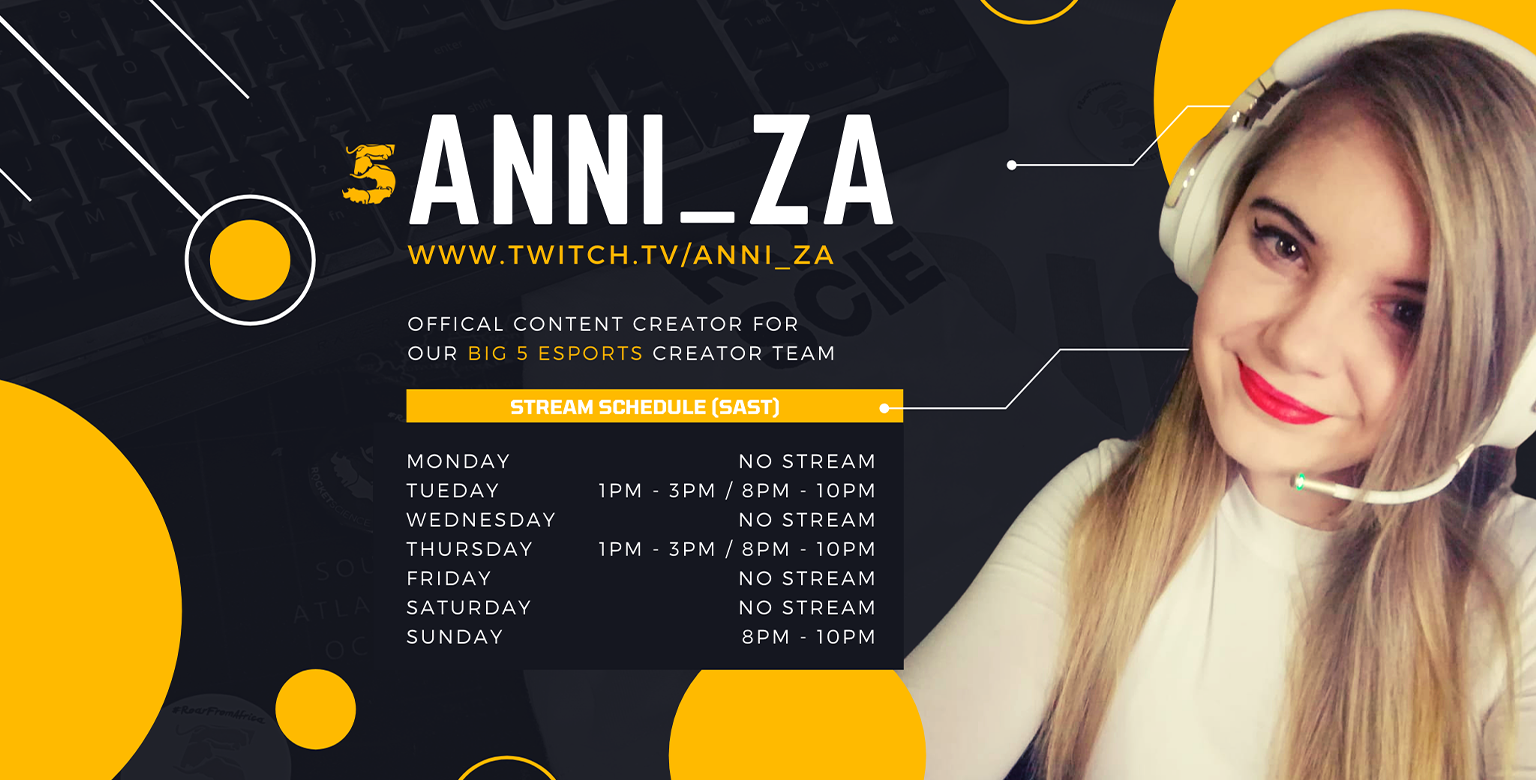 5 ANNI_ZA
WWW.TWITCH.TV/ANNI_ZA
OFFICAL CONTENT CREATOR FOR
OUR BIG 5 ESPORTS CREATOR TEAM
STREAM SCHEDULE (SAST)
MONDAY NO STREAM
TUEDAY 1PM - 3PM / 8PM - 10PM
WEDNESDAY NO STREAM
THURSDAY 1PM - 3PM / 8PM - 10PM
FRIDAY NO STREAM
SATURDAY NO STREAM
SUNDAY 8PM - 10PM
#RoarFromAfrica